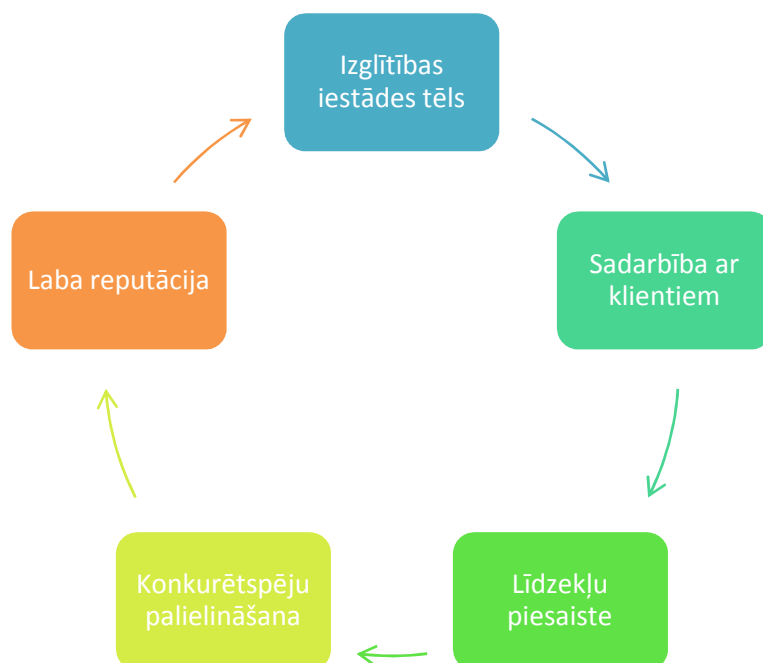 Izglītības
iestādes tēls
Sadarbība ar
klientiem
Līdzekļu
piesaiste
Konkurētspēju
palielināšana
Laba reputācija